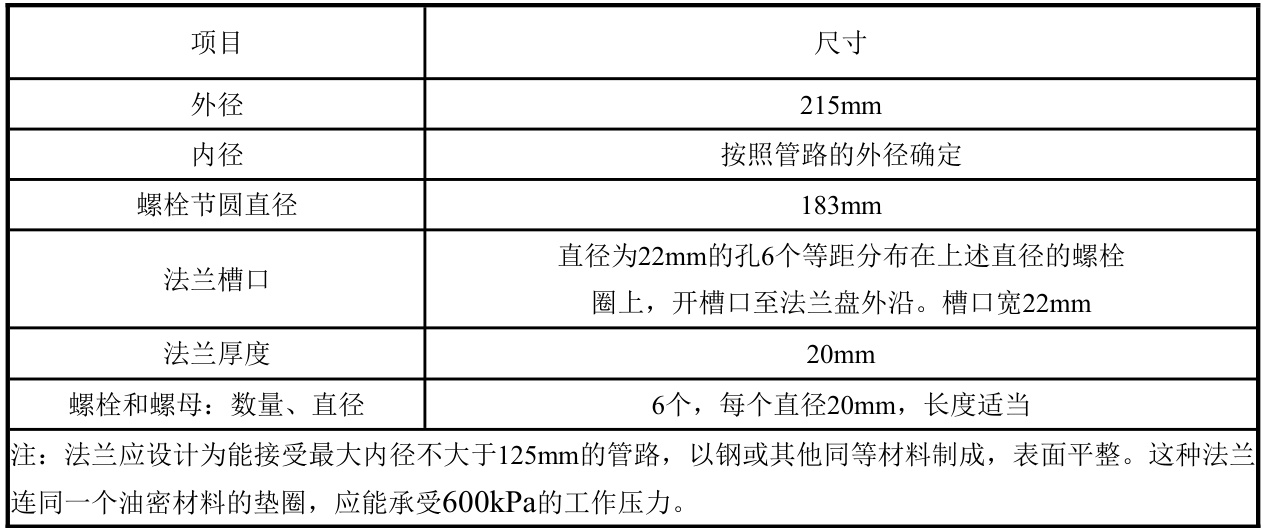 项目 尺寸
外径 215mm
内径 按照管路的外径确定
螺栓节圆直径 183mm
法兰槽口 直径为22mm的孔6个等距分布在上述直径的螺栓
圈上，开槽口至法兰盘外沿。槽口宽22mm
法兰厚度 20mm
螺栓和螺母：数量、直径 6个，每个直径20mm，长度适当
注：法兰应设计为能接受最大内径不大于125mm的管路，以钢或其他同等材料制成，表面平整。这种法兰
连同一个油密材料的垫圈，应能承受600kPa的工作压力。